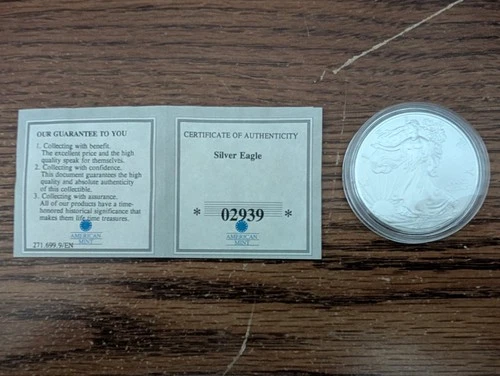 OUR GUARANTEE TO YOU
1. Collecting with benefit.
The excellent price and the high
quality speak for themselves.
2. Collecting with confidence.
This document guarantees the high
quality and absolute authenticity
of this collectible.
3. Collecting with assurance.
All of our products have a time-
honored historical significance that
makes them life time treasures.
AMERICAN
MINT
271.699.9/EN
CERTIFICATE OF AUTHENTICITY
Silver Eagle
* 02939 *
AMERICAN
MINT